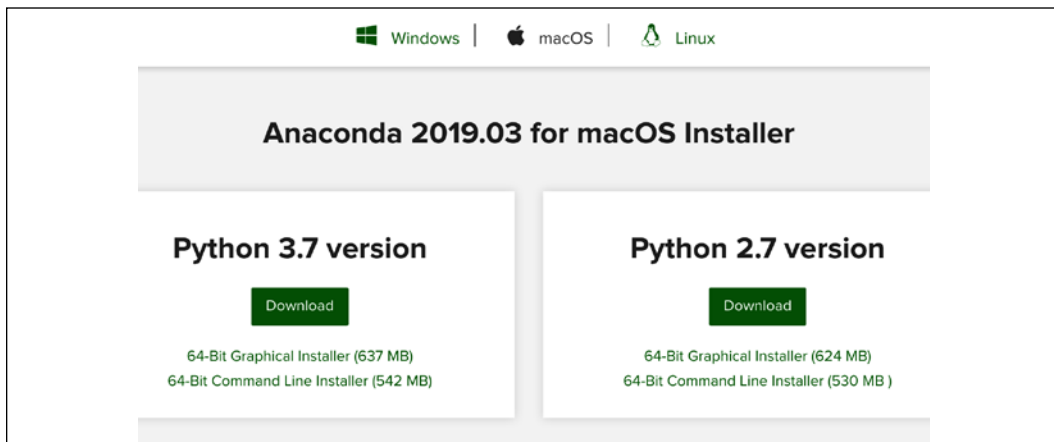 Windows | macOS | Linux
Anaconda 2019.03 for macOS Installer
Python 3.7 version
Download
64-Bit Graphical Installer (637 MB)
64-Bit Command Line Installer (542 MB)
Python 2.7 version
Download
64-Bit Graphical Installer (624 MB)
64-Bit Command Line Installer (530 MB )